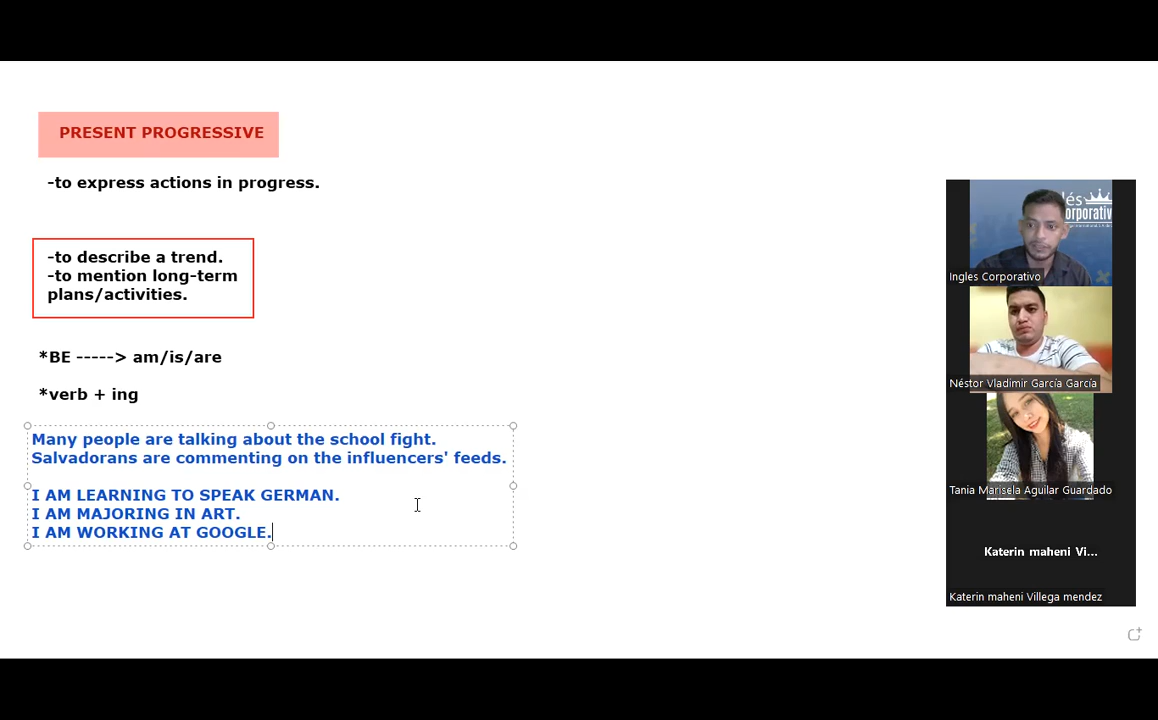 PRESENT PROGRESSIVE
-to express actions in progress.
-to describe a trend.
-to mention long-term
plans/activities.
*BE -----> am/is/are
*verb + ing
Many people are talking about the school fight.
Salvadorans are commenting on the influencers' feeds.
I AM LEARNING TO SPEAK GERMAN.
I AM MAJORING IN ART.
I AM WORKING AT GOOGLE.
Ingles Corporativo
Néstor Vladimir García García
Tania Marisela Aguilar Guardado
Katerin maheni Vi...
Katerin maheni Villega mendez